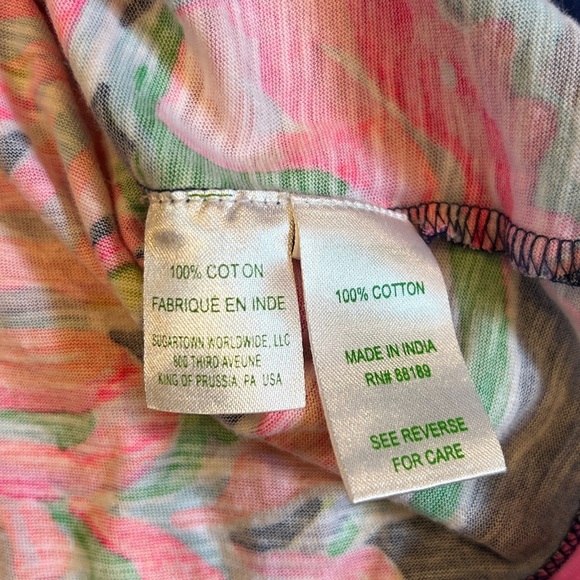 100% COTON
FABRIQUÉ EN INDE
SUGARTOWN WORLDWIDE, LLC
800 THIRD AVEUNE
KING OF PRUSSIA, PA USA
100% COTTON
MADE IN INDIA
RN# 88189
SEE REVERSE
FOR CARE